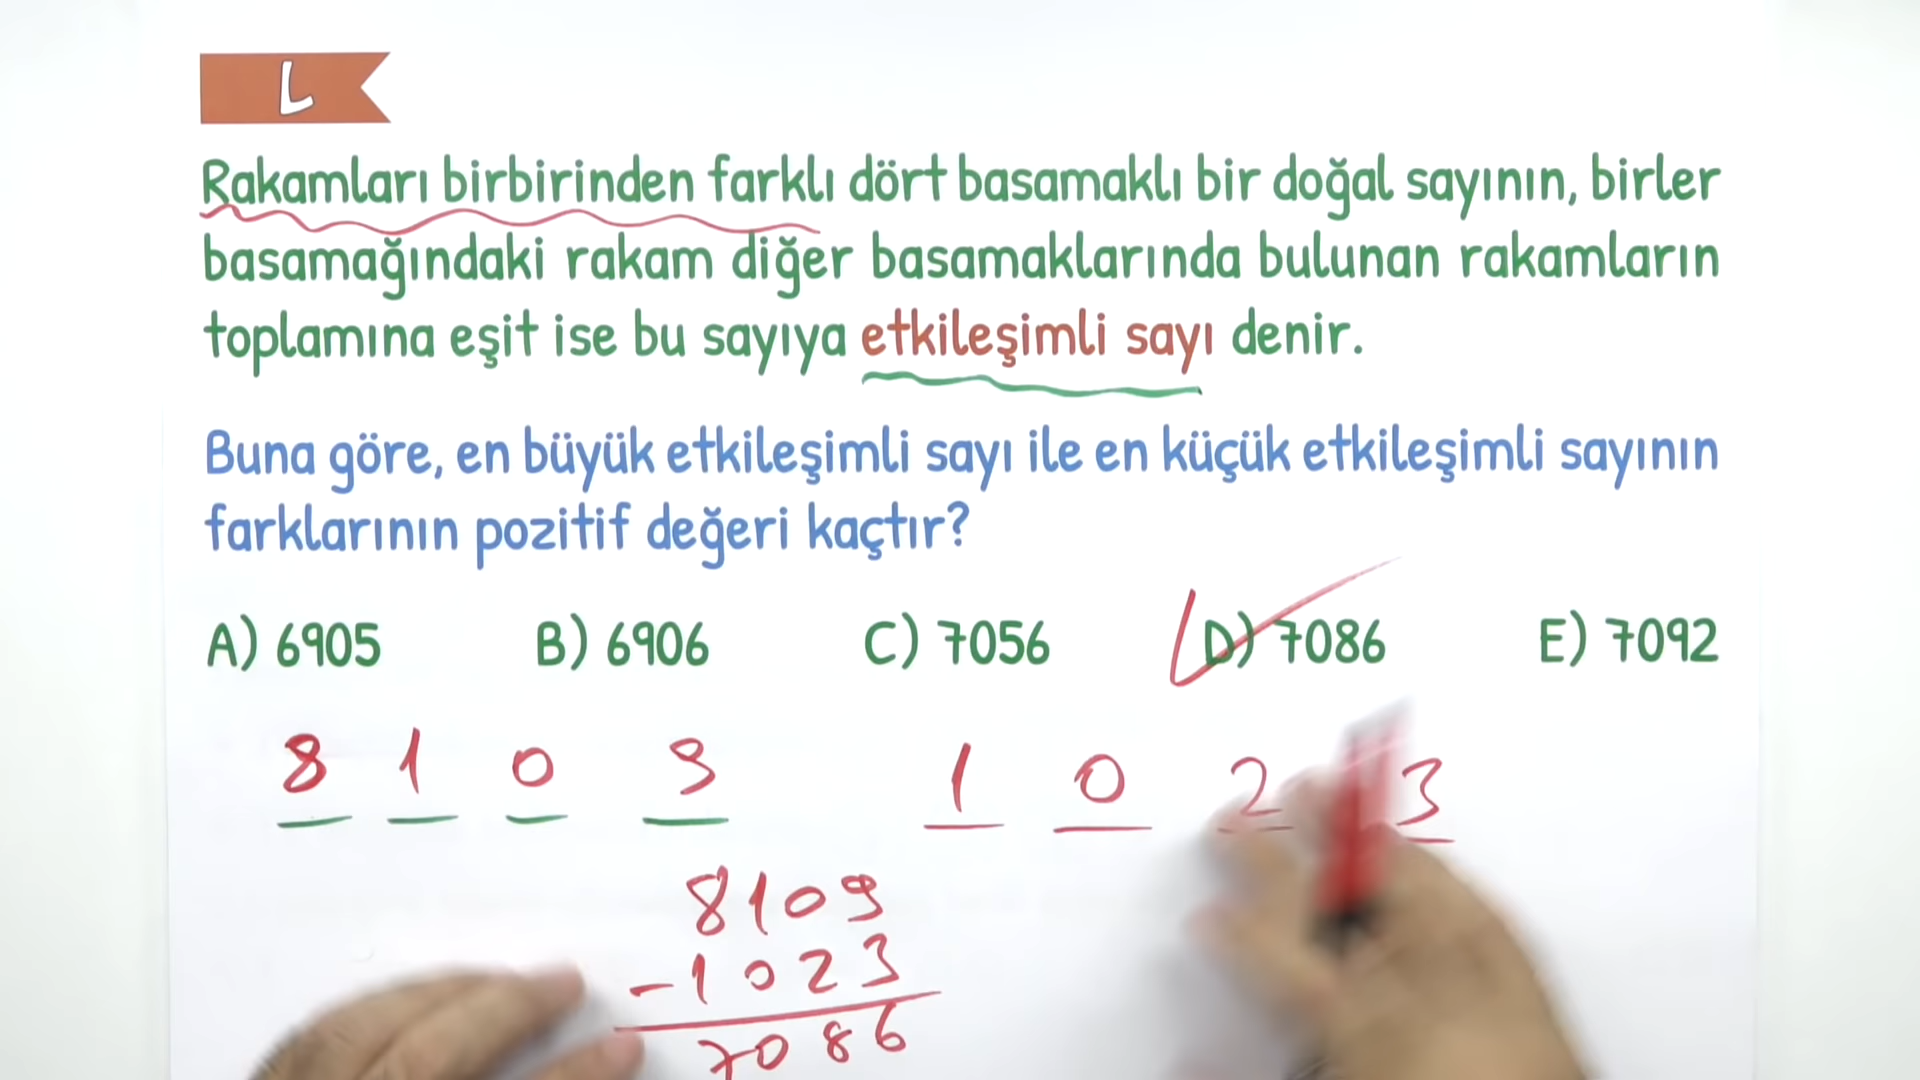 L
Rakamları birbirinden farklı dört basamaklı bir doğal sayının, birler
basamağındaki rakam diğer basamaklarında bulunan rakamların
toplamına eşit ise bu sayıya etkileşimli sayı denir.
Buna göre, en büyük etkileşimli sayı ile en küçük etkileşimli sayının
farklarının pozitif değeri kaçtır?
A) 6905 B) 6906 C) 7056 D) 7086 E) 7092
8 1 0 9 1 0 2 3
8109
- 1023
7086